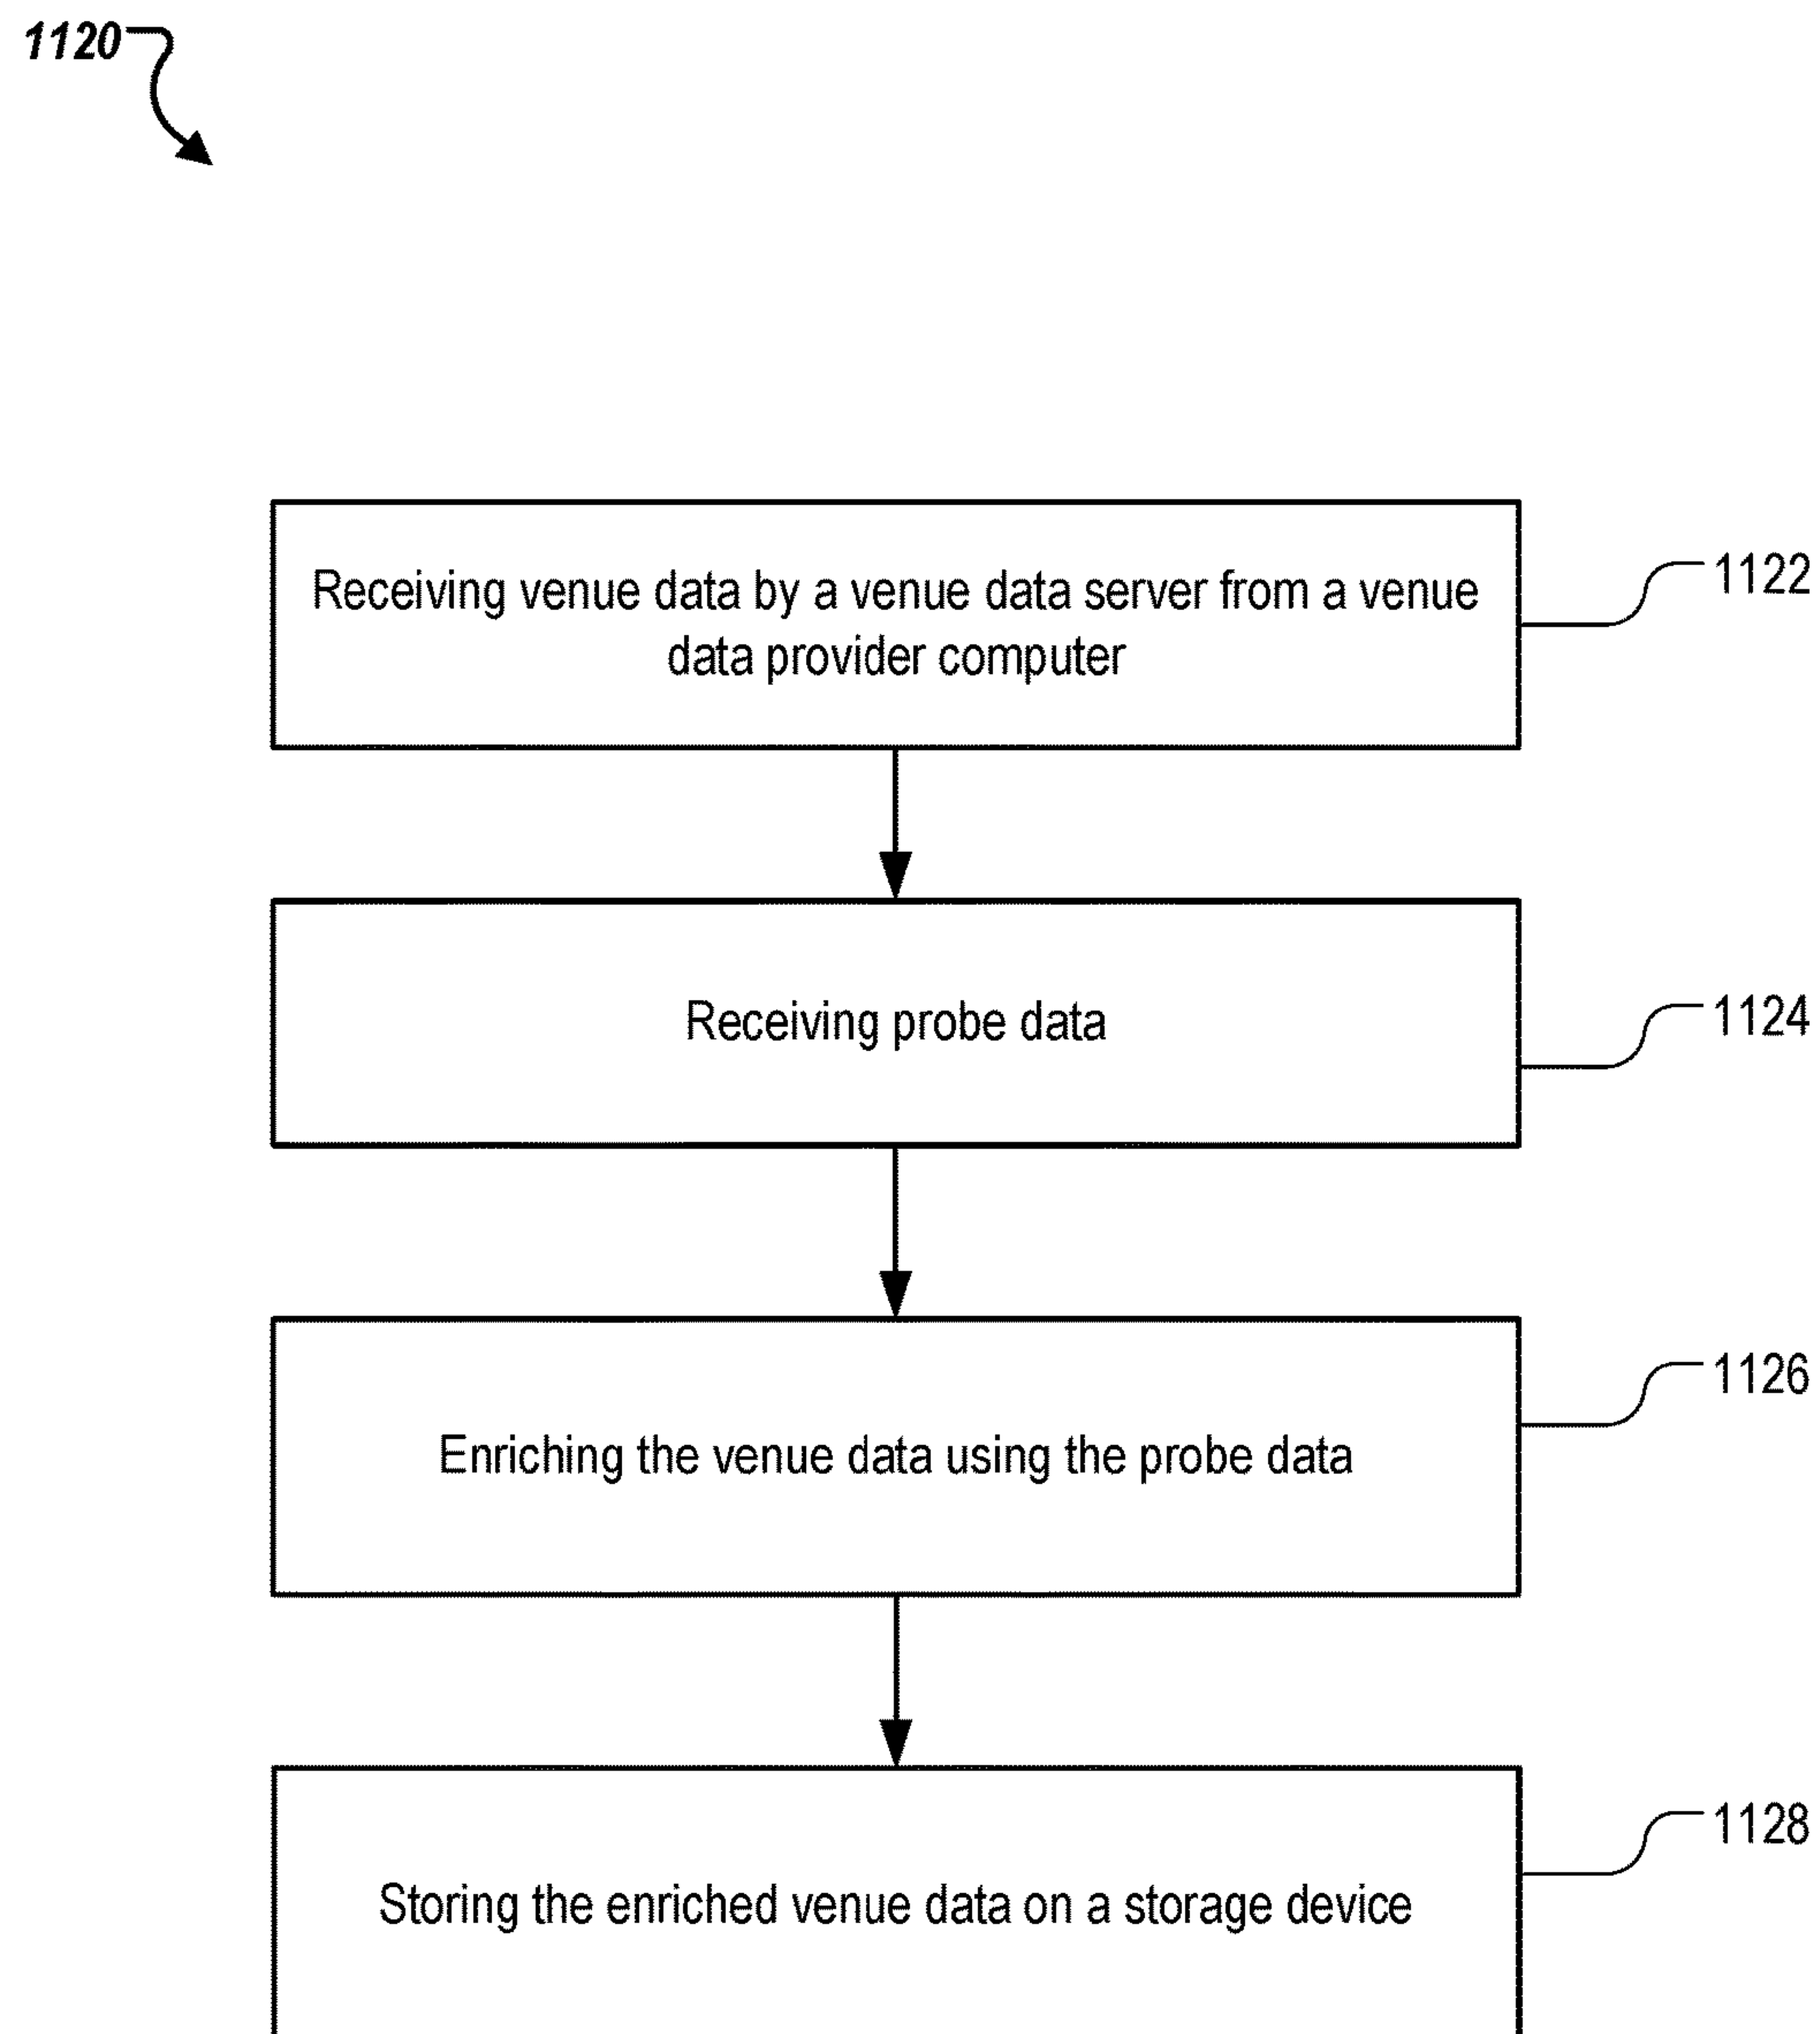 1120
Receiving venue data by a venue data server from a venue
data provider computer
1122
Receiving probe data
1124
Enriching the venue data using the probe data
1126
Storing the enriched venue data on a storage device
1128